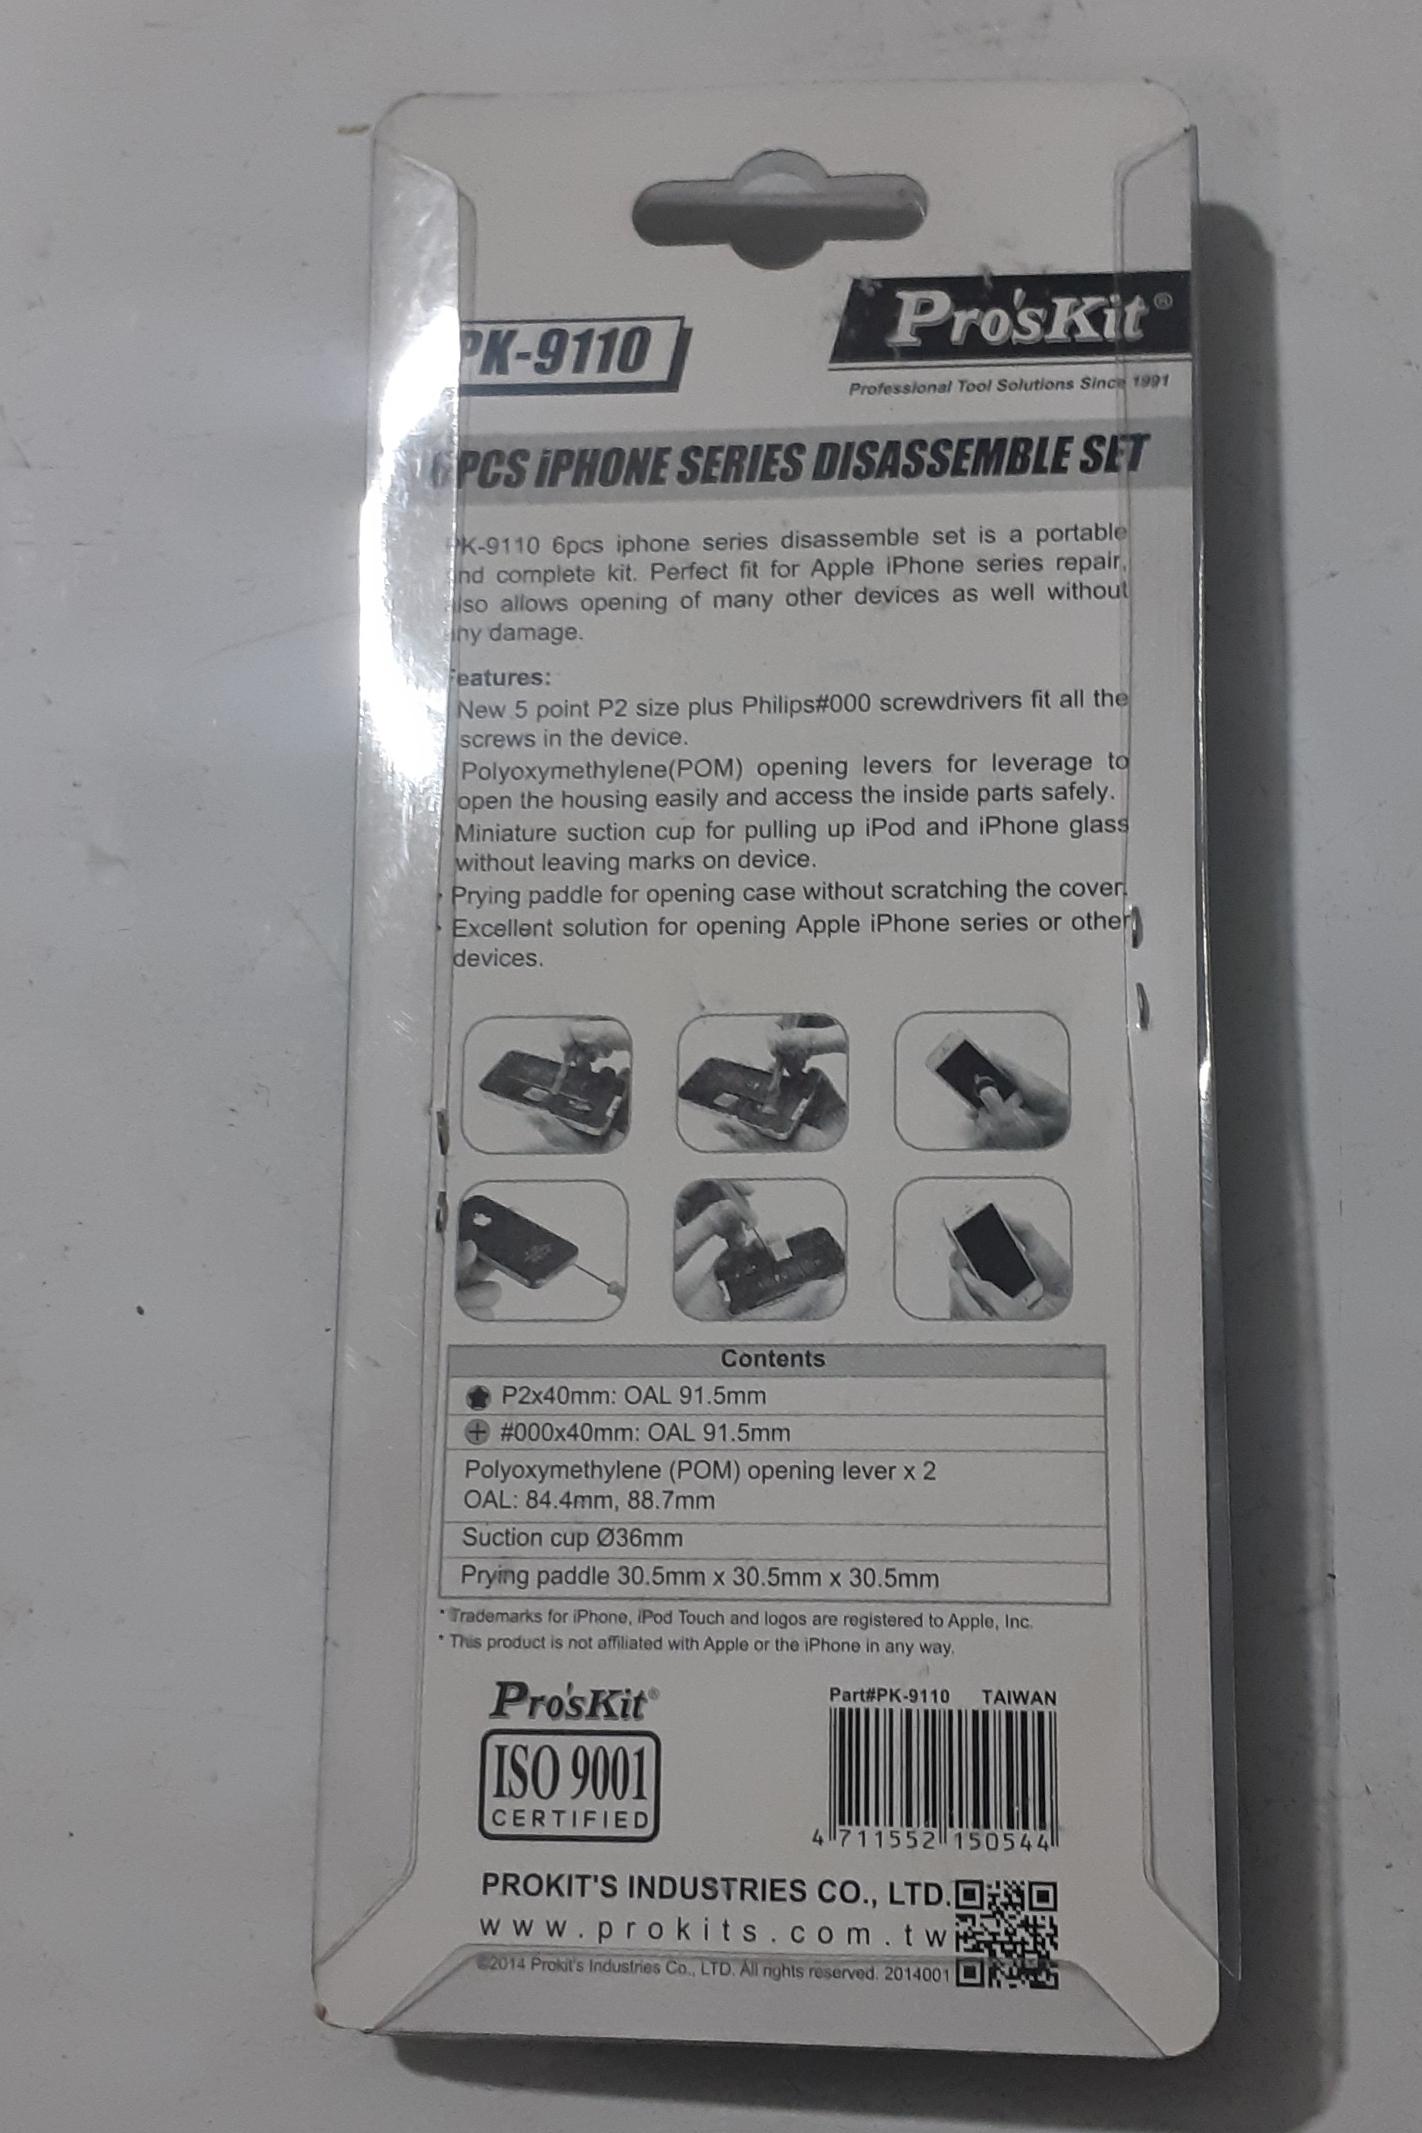 Pro'sKit®
PK-9110
Professional Tool Solutions Since 1991
6PCS iPHONE SERIES DISASSEMBLE SET
PK-9110 6pcs iphone series disassemble set is a portable
and complete kit. Perfect fit for Apple iPhone series repair,
also allows opening of many other devices as well without
any damage.
Features:
New 5 point P2 size plus Philips#000 screwdrivers fit all the
screws in the device.
Polyoxymethylene(POM) opening levers for leverage to
open the housing easily and access the inside parts safely.
Miniature suction cup for pulling up iPod and iPhone glass
without leaving marks on device.
· Prying paddle for opening case without scratching the cover.
· Excellent solution for opening Apple iPhone series or other
devices.
Contents
P2x40mm: OAL 91.5mm
#000x40mm: OAL 91.5mm
Polyoxymethylene (POM) opening lever x 2
OAL: 84.4mm, 88.7mm
Suction cup Ø36mm
Prying paddle 30.5mm x 30.5mm x 30.5mm
* Trademarks for iPhone, iPod Touch and logos are registered to Apple, Inc.
* This product is not affiliated with Apple or the iPhone in any way.
Pro'sKit®
ISO 9001
CERTIFIED
Part#PK-9110 TAIWAN
4 711552 150544
PROKIT'S INDUSTRIES CO., LTD.
www.prokits.com.tw
©2014 Prokit's Industries Co., LTD. All rights reserved. 2014001